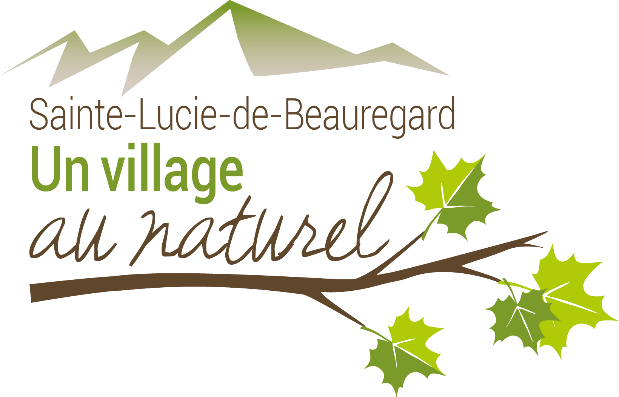 Sainte-Lucie-de-Beauregard
Un village
au naturel